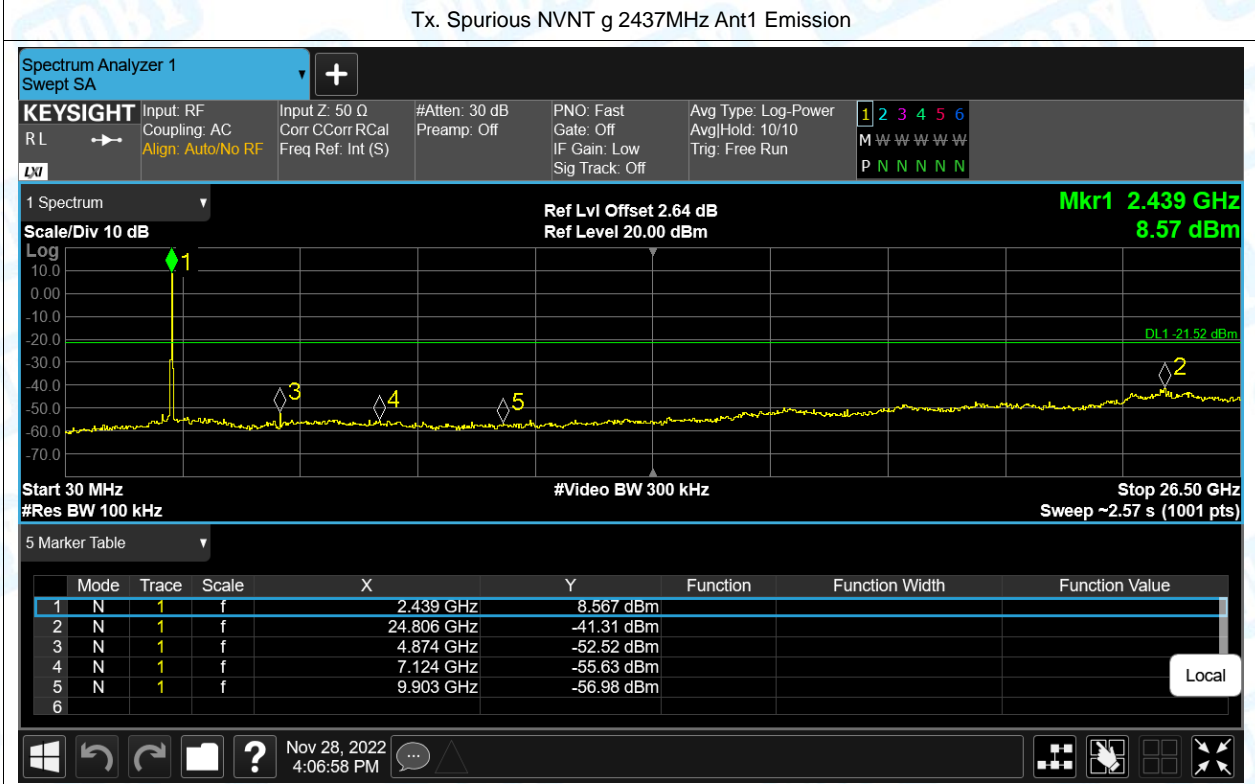 Tx. Spurious NVNT g 2437MHz Ant1 Emission
Spectrum Analyzer 1
Swept SA
+
KEYSIGHT Input: RF Input Z: 50 Ω #Atten: 30 dB PNO: Fast Avg Type: Log-Power 1 2 3 4 5 6
R L Coupling: AC Corr CCorr RCal Preamp: Off Gate: Off Avg|Hold: 10/10 M W W W W W
Align: Auto/No RF Freq Ref: Int (S) IF Gain: Low Trig: Free Run P N N N N N
LXI Sig Track: Off
1 Spectrum
Ref Lvl Offset 2.64 dB Mkr1 2.439 GHz
Scale/Div 10 dB Ref Level 20.00 dBm 8.57 dBm
Log
1
10.0
0.00
-10.0
-20.0 DL1 -21.52 dBm
-30.0
2
-40.0
3 4 5
-50.0
-60.0
-70.0
Start 30 MHz #Video BW 300 kHz Stop 26.50 GHz
#Res BW 100 kHz Sweep ~2.57 s (1001 pts)
5 Marker Table
Mode Trace Scale X Y Function Function Width Function Value
1 N 1 f 2.439 GHz 8.567 dBm
2 N 1 f 24.806 GHz -41.31 dBm
3 N 1 f 4.874 GHz -52.52 dBm
4 N 1 f 7.124 GHz -55.63 dBm
5 N 1 f 9.903 GHz -56.98 dBm
6
Local
? Nov 28, 2022
4:06:58 PM